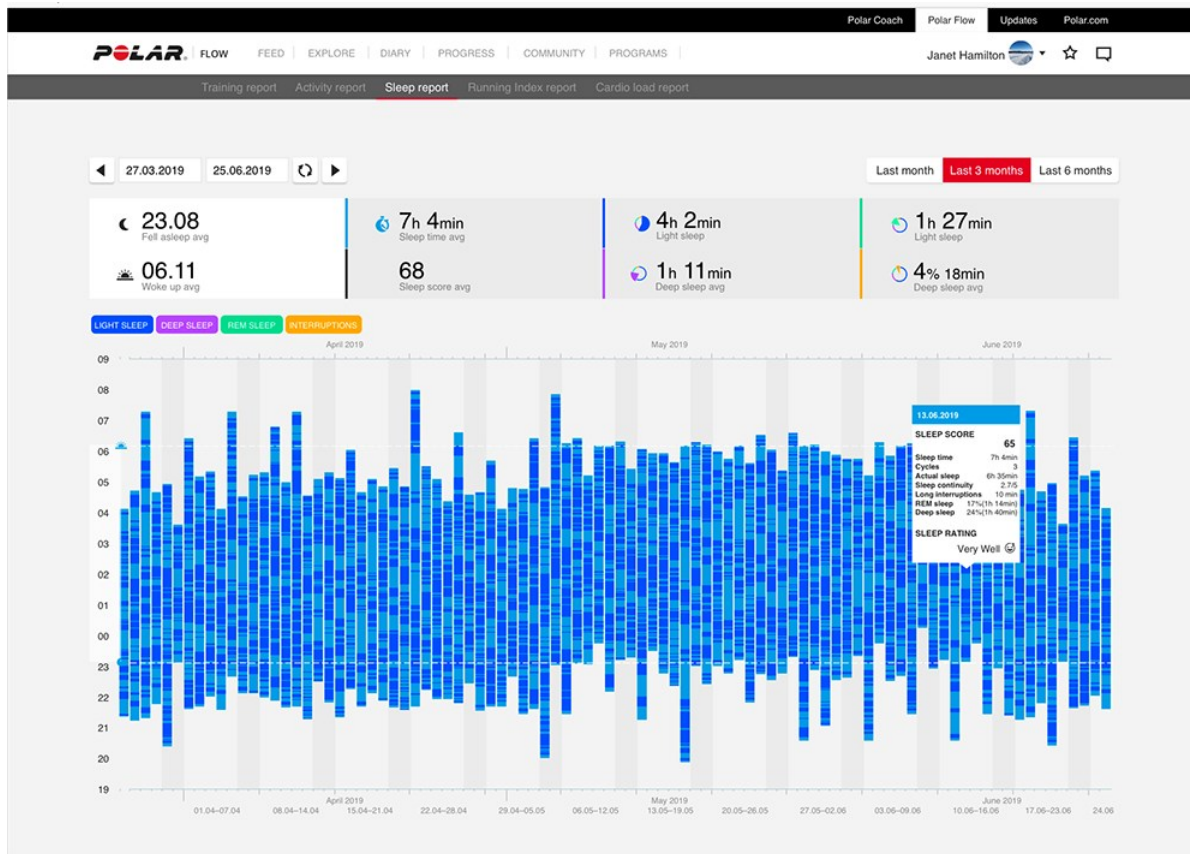 Polar Coach Polar Flow Updates Polar.com
POLAR. FLOW FEED EXPLORE DIARY PROGRESS COMMUNITY PROGRAMS Janet Hamilton
Training report Activity report Sleep report Running Index report Cardio load report
27.03.2019 25.06.2019 Last month Last 3 months Last 6 months
23.08 7h 4min 4h 2min 1h 27min
Fell asleep avg Sleep time avg Light sleep Light sleep
06.11 68 1h 11min 4% 18min
Woke up avg Sleep score avg Deep sleep avg Deep sleep avg
LIGHT SLEEP DEEP SLEEP REM SLEEP INTERRUPTIONS
April 2019 May 2019 June 2019
09
08
07
06
05
04
03
02
01
00
23
22
21
20
19
13.06.2019
SLEEP SCORE
65
Sleep time 7h 4min
Cycles 3
Actual sleep 6h 35min
Sleep continuity 2.7/5
Long interruptions 10 min
REM sleep 17%(1h 14min)
Deep sleep 24%(1h 40min)
SLEEP RATING
Very Well
April 2019 May 2019 June 2019
01.04–07.04 08.04–14.04 15.04–21.04 22.04–28.04 29.04–05.05 06.05–12.05 13.05–19.05 20.05–26.05 27.05–02.06 03.06–09.06 10.06–16.06 17.06–23.06 24.06